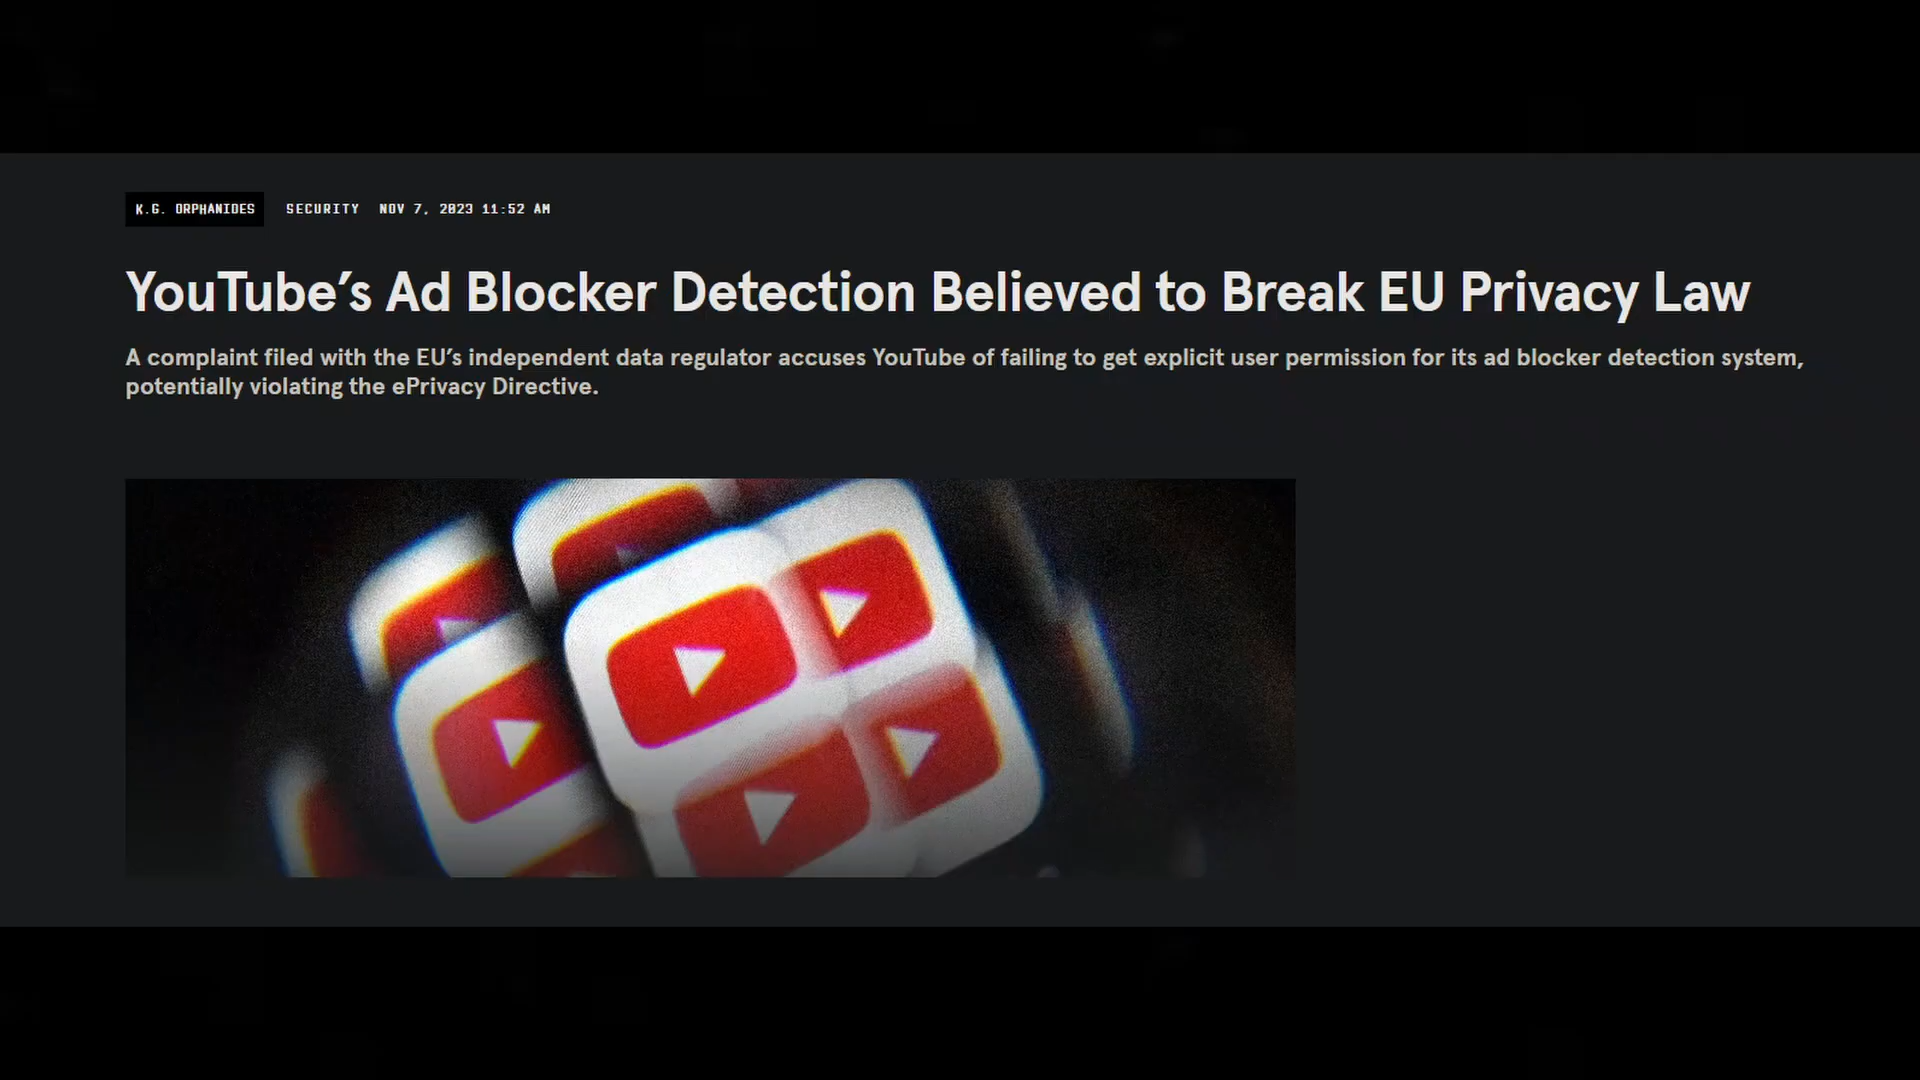 K.G. ORPHANIDES SECURITY NOV 7, 2023 11:52 AM
YouTube’s Ad Blocker Detection Believed to Break EU Privacy Law
A complaint filed with the EU’s independent data regulator accuses YouTube of failing to get explicit user permission for its ad blocker detection system,
potentially violating the ePrivacy Directive.